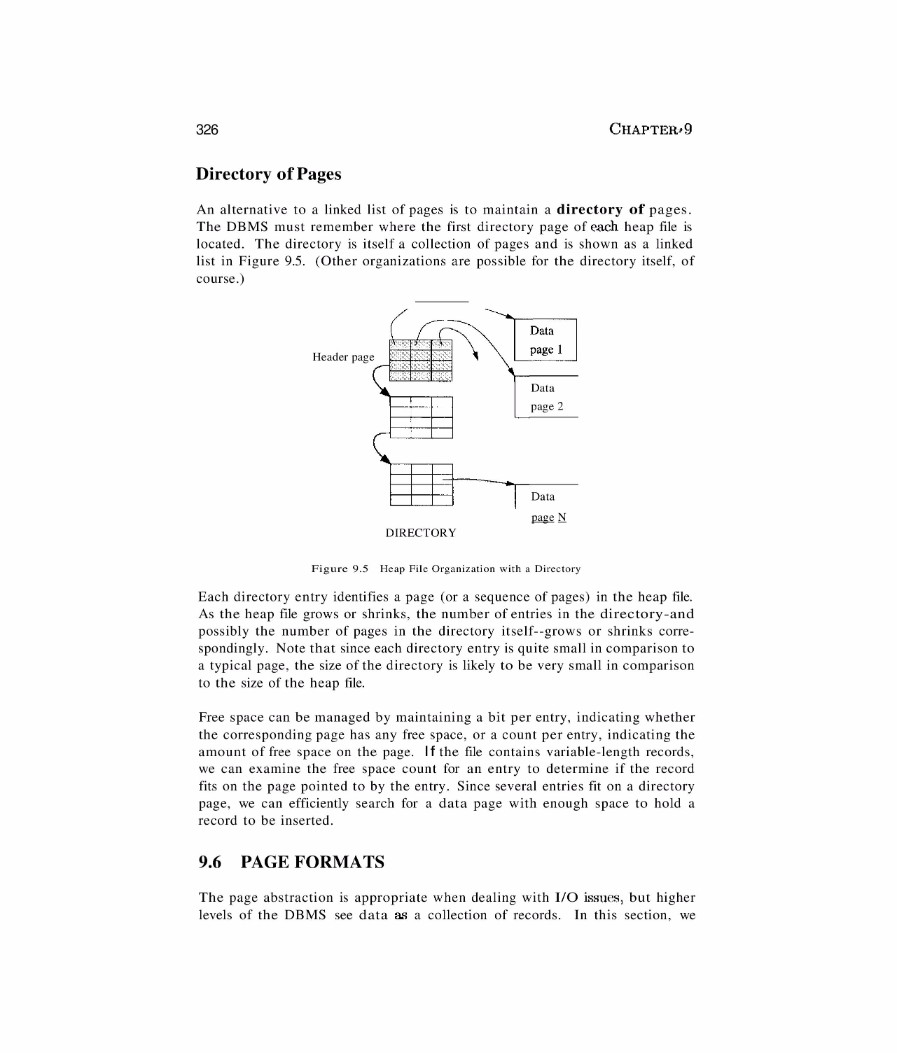 326
CHAPTER 9
Directory of Pages
An alternative to a linked list of pages is to maintain a directory of pages.
The DBMS must remember where the first directory page of each heap file is
located. The directory is itself a collection of pages and is shown as a linked
list in Figure 9.5. (Other organizations are possible for the directory itself, of
course.)
Data
page 1
Header page
Data
page 2
Data
page N
DIRECTORY
Figure 9.5 Heap File Organization with a Directory
Each directory entry identifies a page (or a sequence of pages) in the heap file.
As the heap file grows or shrinks, the number of entries in the directory-and
possibly the number of pages in the directory itself--grows or shrinks corre-
spondingly. Note that since each directory entry is quite small in comparison to
a typical page, the size of the directory is likely to be very small in comparison
to the size of the heap file.
Free space can be managed by maintaining a bit per entry, indicating whether
the corresponding page has any free space, or a count per entry, indicating the
amount of free space on the page. If the file contains variable-length records,
we can examine the free space count for an entry to determine if the record
fits on the page pointed to by the entry. Since several entries fit on a directory
page, we can efficiently search for a data page with enough space to hold a
record to be inserted.
9.6 PAGE FORMATS
The page abstraction is appropriate when dealing with I/O issues, but higher
levels of the DBMS see data as a collection of records. In this section, we